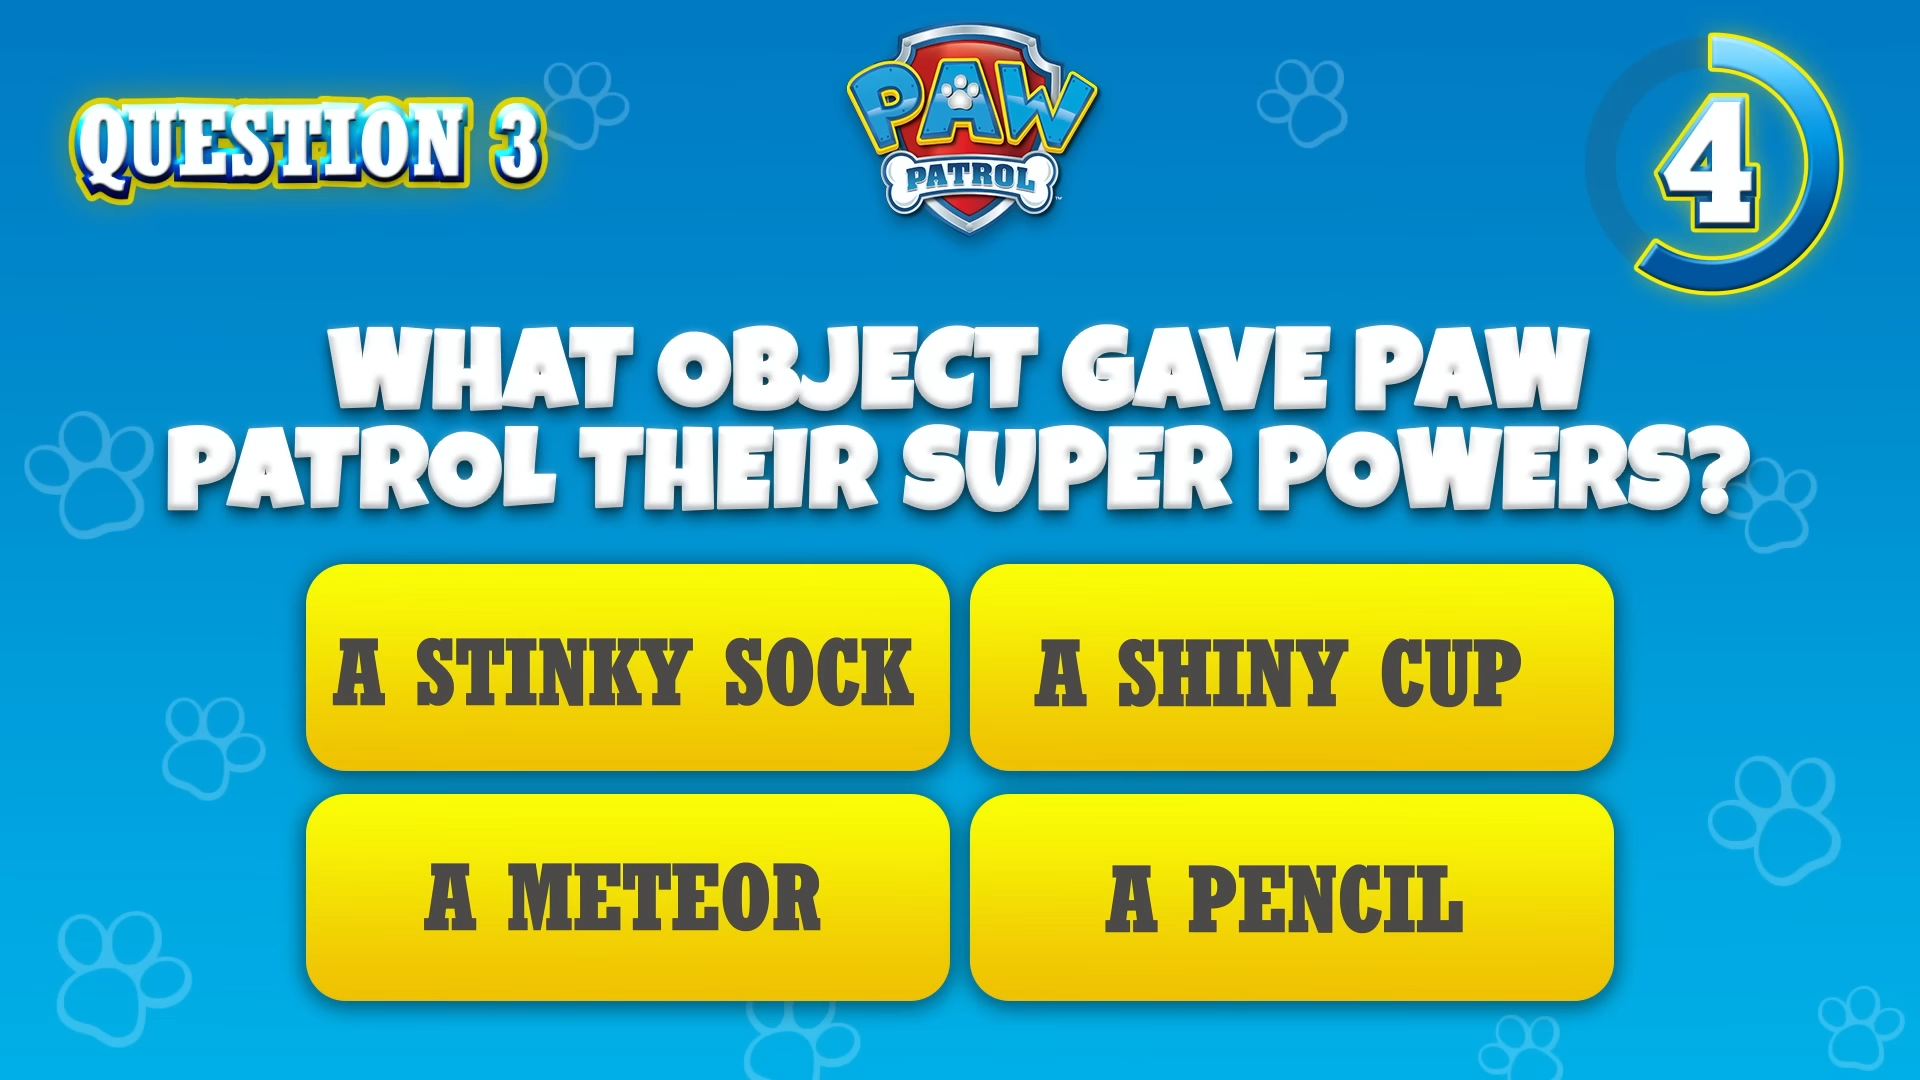 QUESTION 3
PAW
PATROL
4
WHAT OBJECT GAVE PAW
PATROL THEIR SUPER POWERS?
A STINKY SOCK
A SHINY CUP
A METEOR
A PENCIL